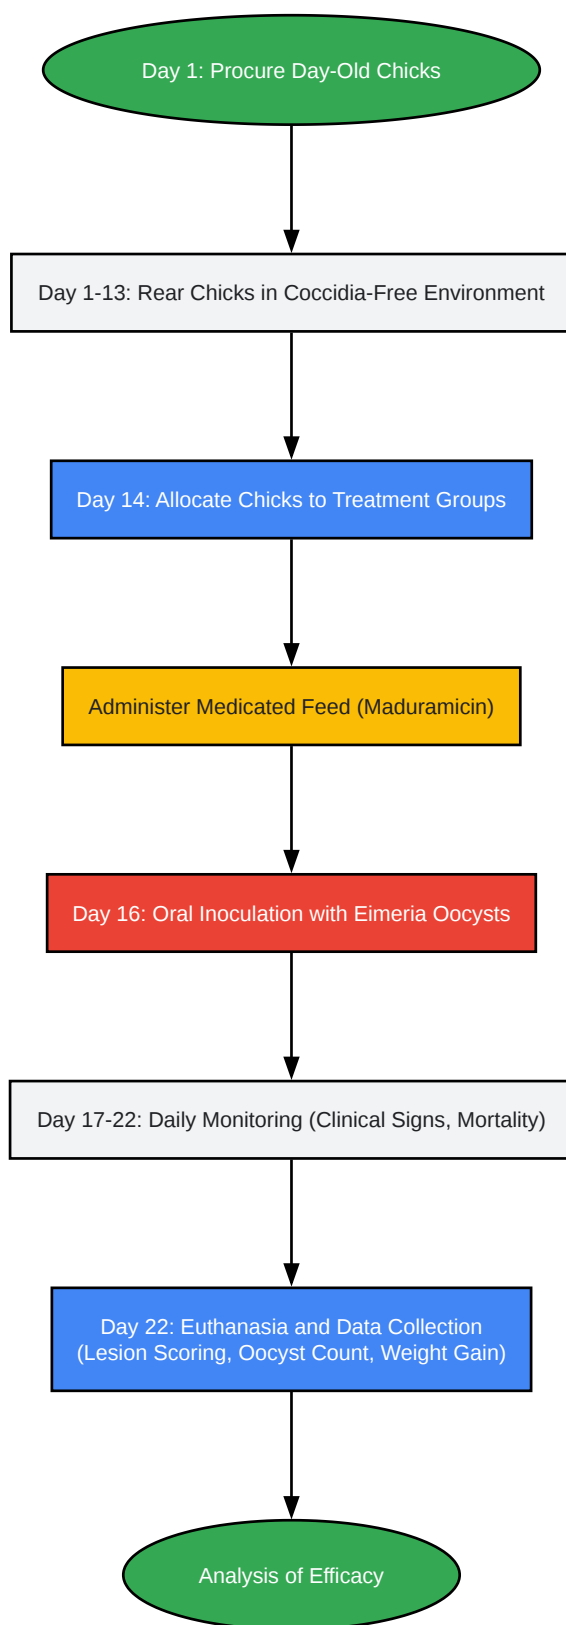 Day 1: Procure Day-Old Chicks
Day 1-13: Rear Chicks in Coccidia-Free Environment
Day 14: Allocate Chicks to Treatment Groups
Administer Medicated Feed (Maduramicin)
Day 16: Oral Inoculation with Eimeria Oocysts
Day 17-22: Daily Monitoring (Clinical Signs, Mortality)
Day 22: Euthanasia and Data Collection
(Lesion Scoring, Oocyst Count, Weight Gain)
Analysis of Efficacy